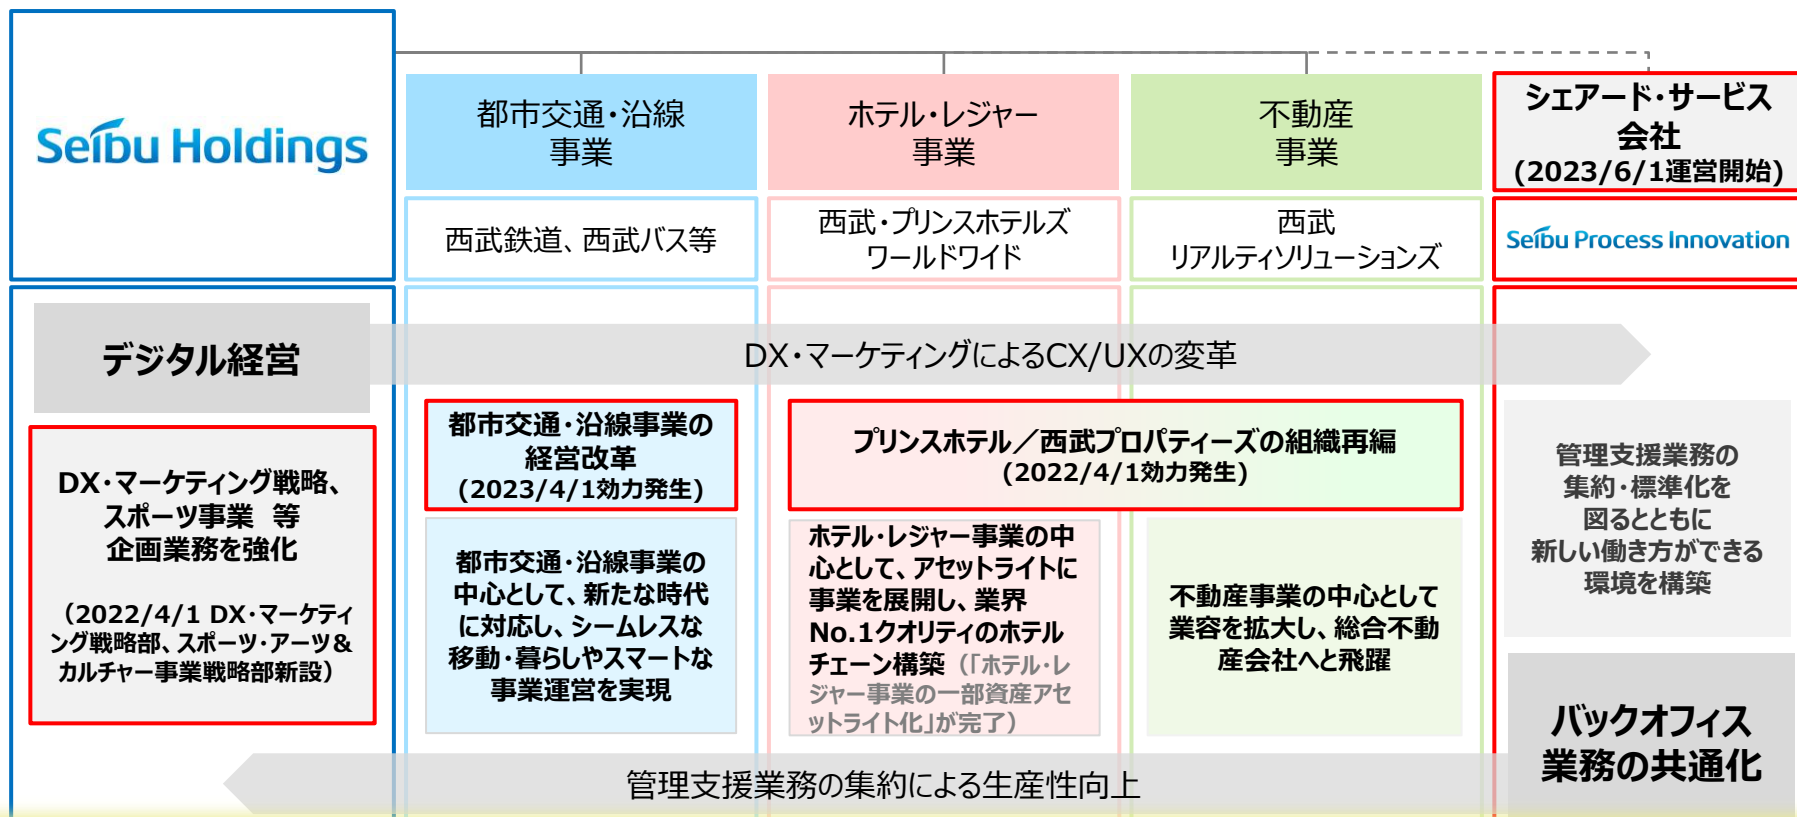 Seibu Holdings
都市交通・沿線
事業
ホテル・レジャー
事業
不動産
事業
シェアード・サービス
会社
(2023/6/1運営開始)
西武鉄道、西武バス等
西武・プリンスホテルズ
ワールドワイド
西武
リアルティソリューションズ
Seibu Process Innovation
デジタル経営
DX・マーケティングによるCX/UXの変革
DX・マーケティング戦略、
スポーツ事業 等
企画業務を強化
（2022/4/1 DX・マーケティ
ング戦略部、スポーツ・アーツ&
カルチャー事業戦略部新設）
都市交通・沿線事業の
経営改革
(2023/4/1効力発生)
都市交通・沿線事業の
中心として、新たな時代
に対応し、シームレスな
移動・暮らしやスマートな
事業運営を実現
プリンスホテル／西武プロパティーズの組織再編
(2022/4/1効力発生)
ホテル・レジャー事業の中
心として、アセットライトに
事業を展開し、業界
No.1クオリティのホテル
チェーン構築（「ホテル・レ
ジャー事業の一部資産アセ
ットライト化」が完了）
不動産事業の中心として
業容を拡大し、総合不動
産会社へと飛躍
管理支援業務の
集約・標準化を
図るとともに
新しい働き方ができる
環境を構築
バックオフィス
業務の共通化
管理支援業務の集約による生産性向上